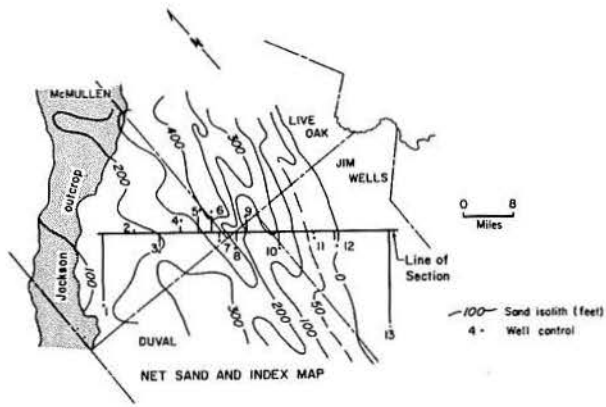 N
McMULLEN
LIVE
OAK
400
300
200
JIM
WELLS
Jackson outcrop
0 8
Miles
5 6
2 4 9
3 7 8 10 11 12
Line of
Section
100
1
300
200
100
50
0
13
DUVAL
100 Sand isolith (feet)
4 · Well control
NET SAND AND INDEX MAP